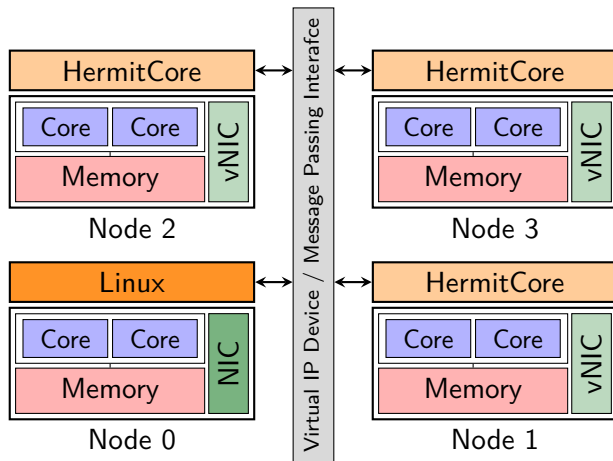 HermitCore
Core Core
vNIC
Memory
Node 2
Virtual IP Device / Message Passing Interafce
HermitCore
Core Core
vNIC
Memory
Node 3
Linux
Core Core
NIC
Memory
Node 0
HermitCore
Core Core
vNIC
Memory
Node 1